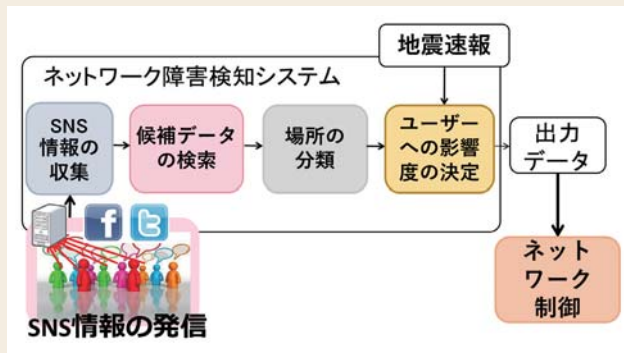 地震速報
ネットワーク障害検知システム
SNS
情報の
収集
候補データ
の検索
場所の
分類
ユーザー
への影響
度の決定
出力
データ
ネット
ワーク
制御
SNS情報の発信